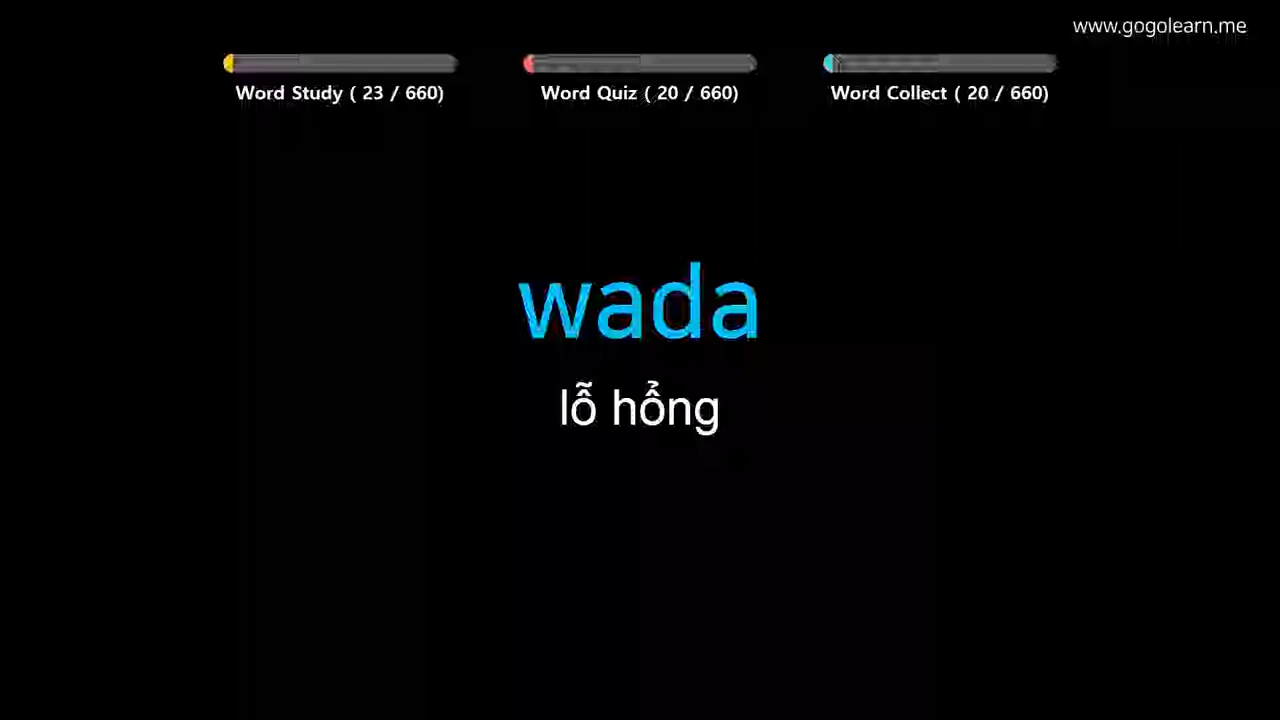 www.gogolearn.me
Word Study ( 23 / 660)
Word Quiz ( 20 / 660)
Word Collect ( 20 / 660)
wada
lỗ hổng